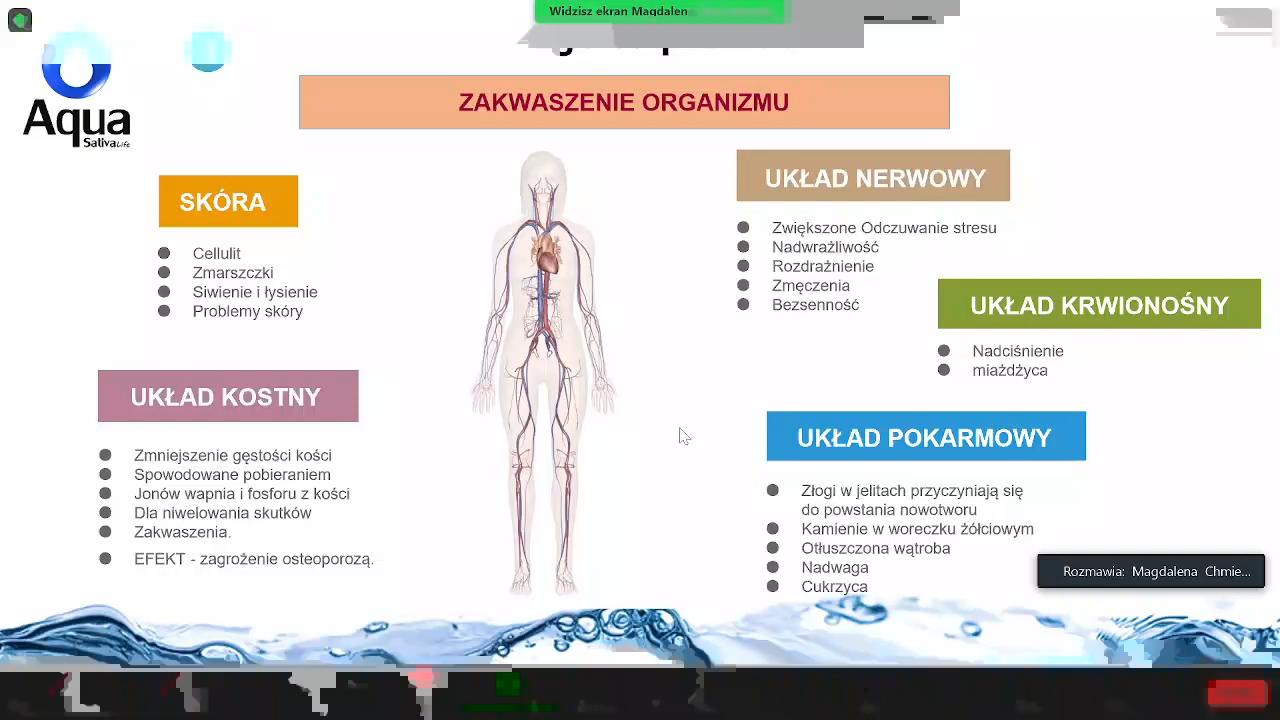 Widzisz ekran Magdalen
Aqua
SativaLife
ZAKWASZENIE ORGANIZMU
SKÓRA
Cellulit
Zmarszczki
Siwienie i łysienie
Problemy skóry
UKŁAD KOSTNY
Zmniejszenie gęstości kości
Spowodowane pobieraniem
Jonów wapnia i fosforu z kości
Dla niwelowania skutków
Zakwaszenia.
EFEKT - zagrożenie osteoporozą.
UKŁAD NERWOWY
Zwiększone Odczuwanie stresu
Nadwrażliwość
Rozdrażnienie
Zmęczenia
Bezsenność
UKŁAD KRWIONOŚNY
Nadciśnienie
miażdżyca
UKŁAD POKARMOWY
Złogi w jelitach przyczyniają się
do powstania nowotworu
Kamienie w woreczku żółciowym
Otłuszczona wątroba
Nadwaga
Cukrzyca
Rozmawia: Magdalena Chmie...